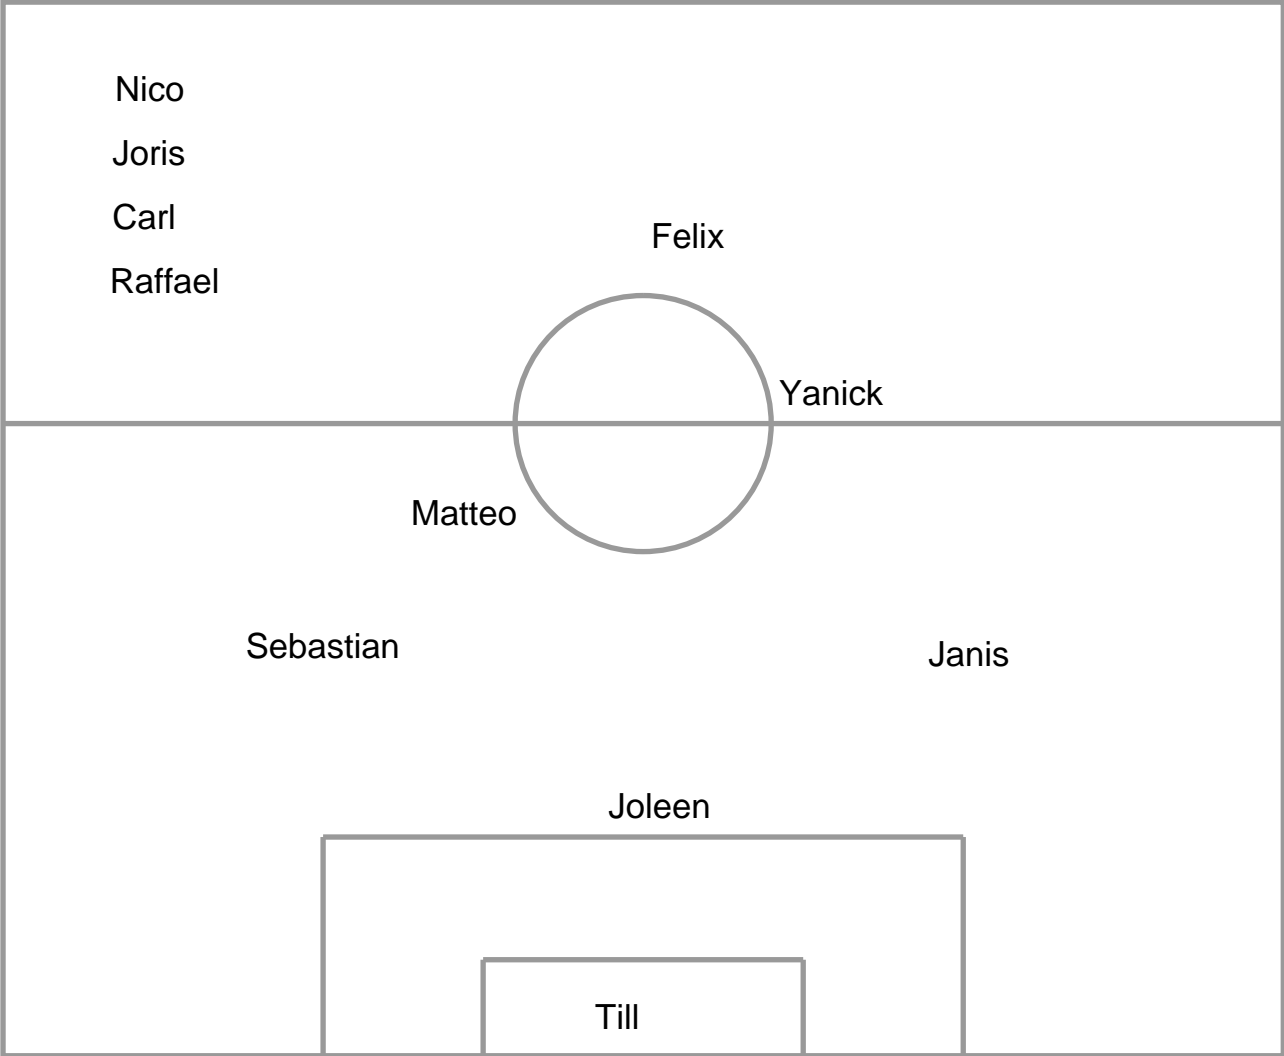 Nico
Joris
Carl
Felix
Raffael
Yanick
Matteo
Sebastian
Janis
Joleen
Till